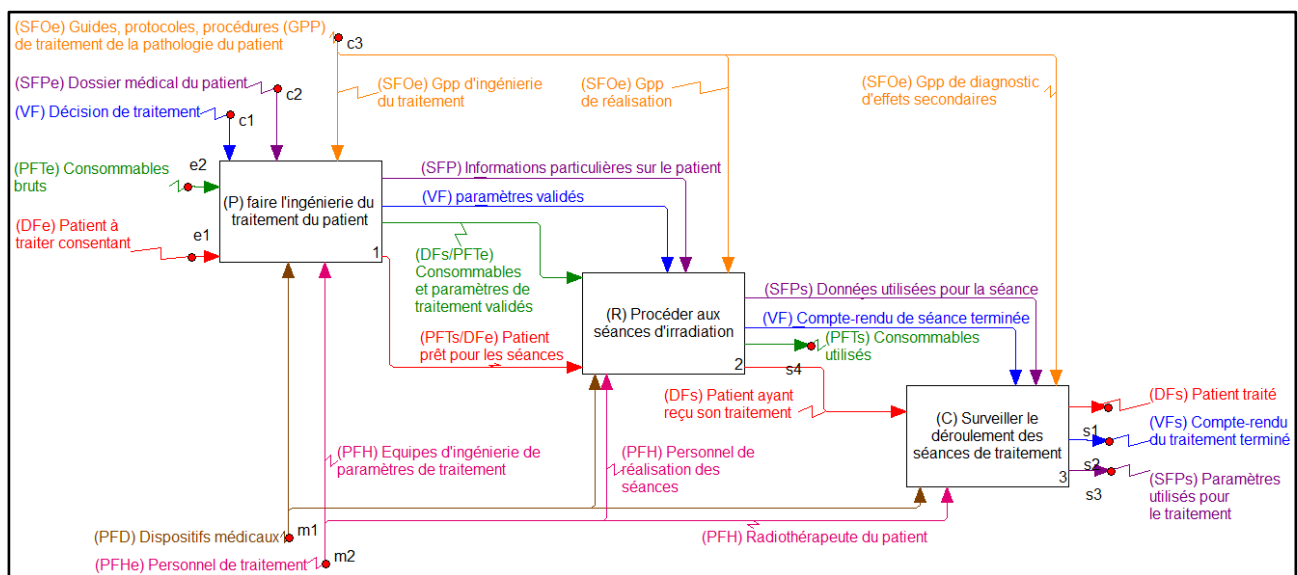 (SFOe) Guides, protocoles, procédures (GPP)
de traitement de la pathologie du patient
c3
(SFPe) Dossier médical du patient
c2
(VF) Décision de traitement
c1
(SFOe) Gpp d'ingénierie
du traitement
(SFOe) Gpp
de réalisation
(SFOe) Gpp de diagnostic
d'effets secondaires
(PFTe) Consommables
bruts
e2
(DFe) Patient à
traiter consentant
e1
(P) faire l'ingénierie du
traitement du patient
1
(SFP) Informations particulières sur le patient
(VF) paramètres validés
(DFs/PFTe)
Consommables
et paramètres de
traitement validés
(PFTs/DFe) Patient
prêt pour les séances
(R) Procéder aux
séances d'irradiation
2
(SFPs) Données utilisées pour la séance
(VF) Compte-rendu de séance terminée
(PFTs) Consommables
utilisés
s4
(DFs) Patient ayant
reçu son traitement
(C) Surveiller le
déroulement des
séances de traitement
3
(DFs) Patient traité
s1
(VFs) Compte-rendu
du traitement terminé
s2
(SFPs) Paramètres
utilisés pour
le traitement
s3
(PFH) Equipes d'ingénierie de
paramètres de traitement
(PFH) Personnel de
réalisation des
séances
(PFD) Dispositifs médicaux
m1
(PFHe) Personnel de traitement
m2
(PFH) Radiothérapeute du patient